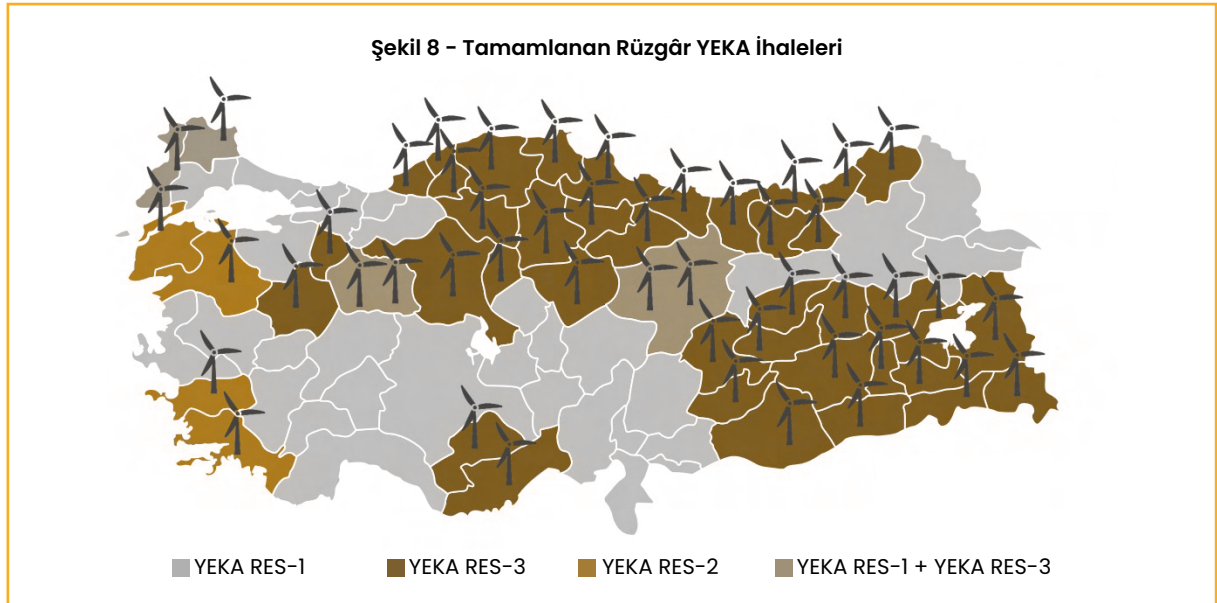 Şekil 8 - Tamamlanan Rüzgâr YEKA İhaleleri
YEKA RES-1 YEKA RES-3 YEKA RES-2 YEKA RES-1 + YEKA RES-3